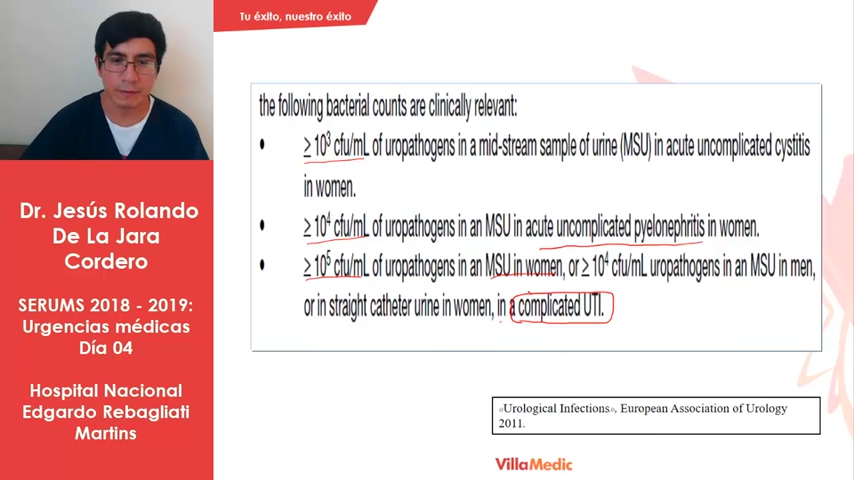 Tu éxito, nuestro éxito
Dr. Jesús Rolando
De La Jara
Cordero
SERUMS 2018 - 2019:
Urgencias médicas
Día 04
Hospital Nacional
Edgardo Rebagliati
Martins
the following bacterial counts are clinically relevant:
• ≥ 10³ cfu/mL of uropathogens in a mid-stream sample of urine (MSU) in acute uncomplicated cystitis
in women.
• ≥ 10⁴ cfu/mL of uropathogens in an MSU in acute uncomplicated pyelonephritis in women.
• ≥ 10⁵ cfu/mL of uropathogens in an MSU in women, or ≥ 10⁴ cfu/mL uropathogens in an MSU in men,
or in straight catheter urine in women, in a complicated UTI.
«Urological Infections», European Association of Urology
2011.
VillaMedic